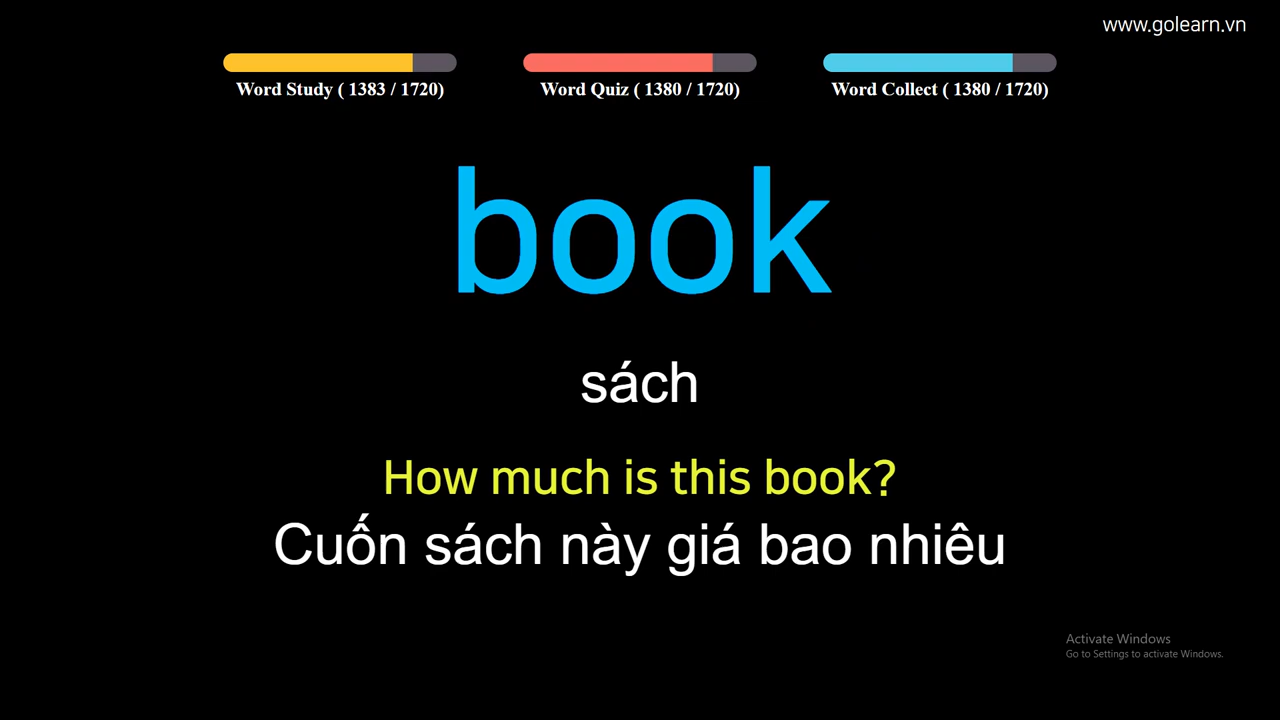 www.golearn.vn
Word Study ( 1383 / 1720)
Word Quiz ( 1380 / 1720)
Word Collect ( 1380 / 1720)
book
sách
How much is this book?
Cuốn sách này giá bao nhiêu
Activate Windows
Go to Settings to activate Windows.